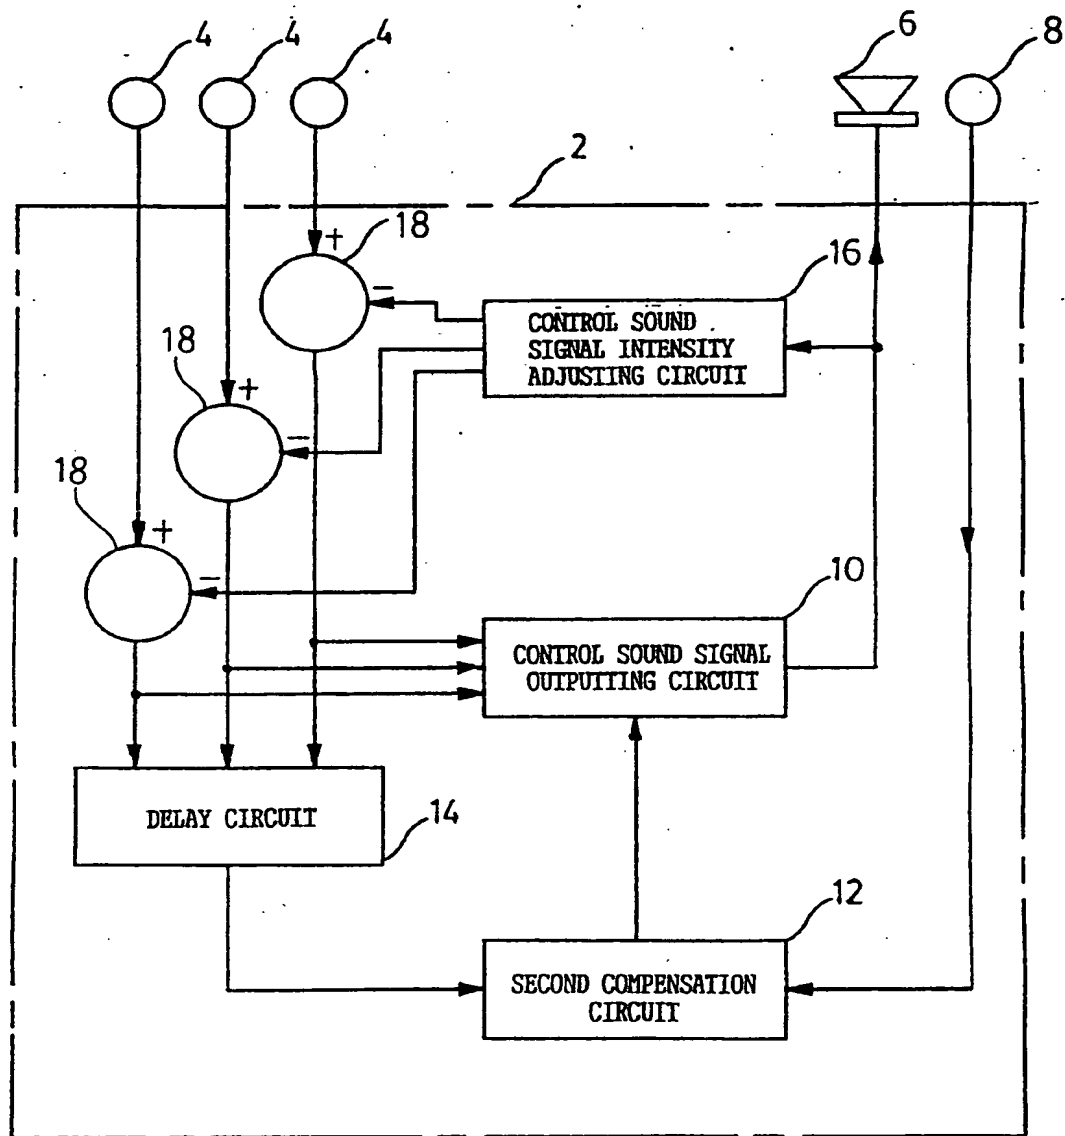 4
4
4
6
8
2
18
+
−
16
CONTROL SOUND
SIGNAL INTENSITY
ADJUSTING CIRCUIT
18
+
−
18
+
−
10
CONTROL SOUND SIGNAL
OUTPUTTING CIRCUIT
DELAY CIRCUIT
14
12
SECOND COMPENSATION
CIRCUIT